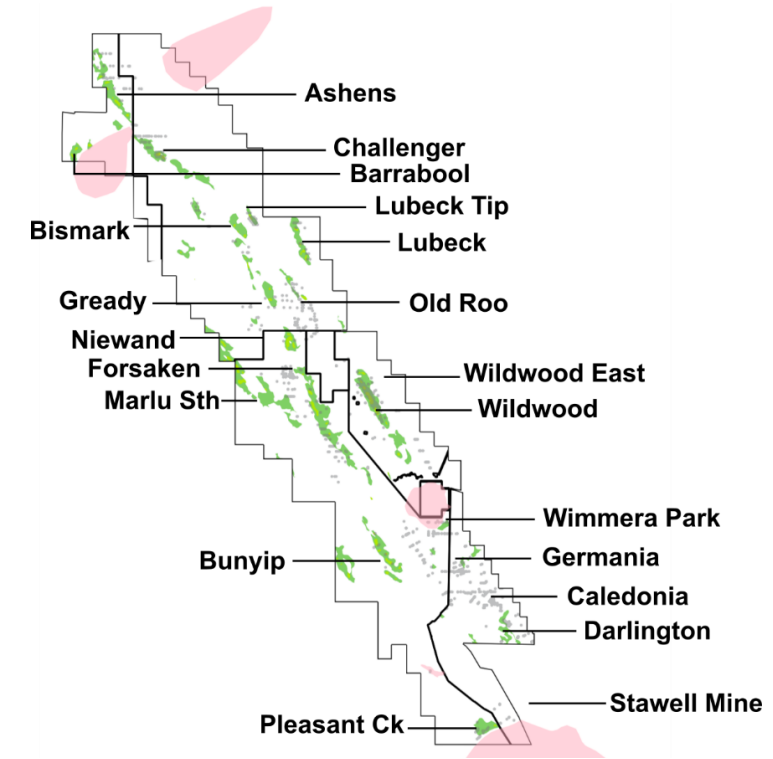 Ashens
Challenger
Barrabool
Lubeck Tip
Bismark
Lubeck
Gready
Old Roo
Niewand
Forsaken
Wildwood East
Marlu Sth
Wildwood
Wimmera Park
Bunyip
Germania
Caledonia
Darlington
Stawell Mine
Pleasant Ck